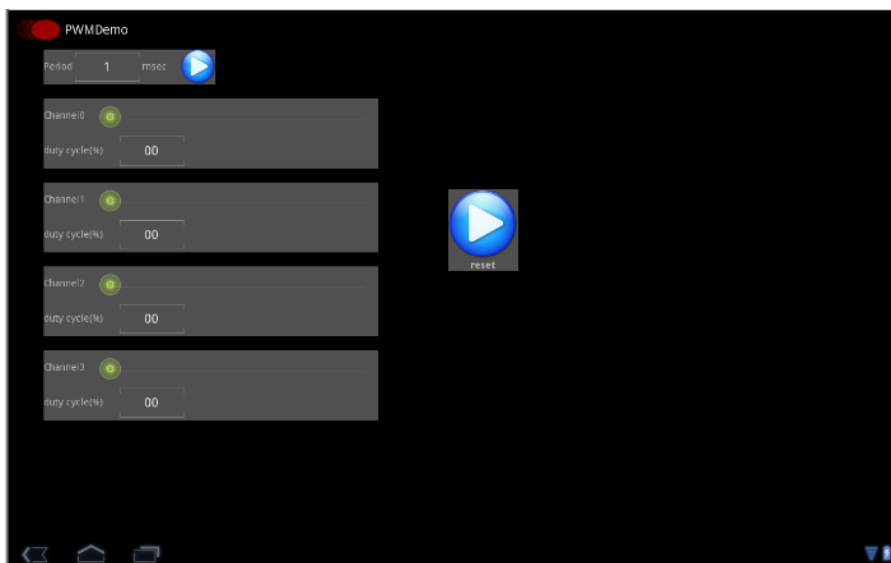 PWMDemo
Period 1 msec
Channel0
duty cycle(%) 00
Channel1
duty cycle(%) 00
reset
Channel2
duty cycle(%) 00
Channel3
duty cycle(%) 00